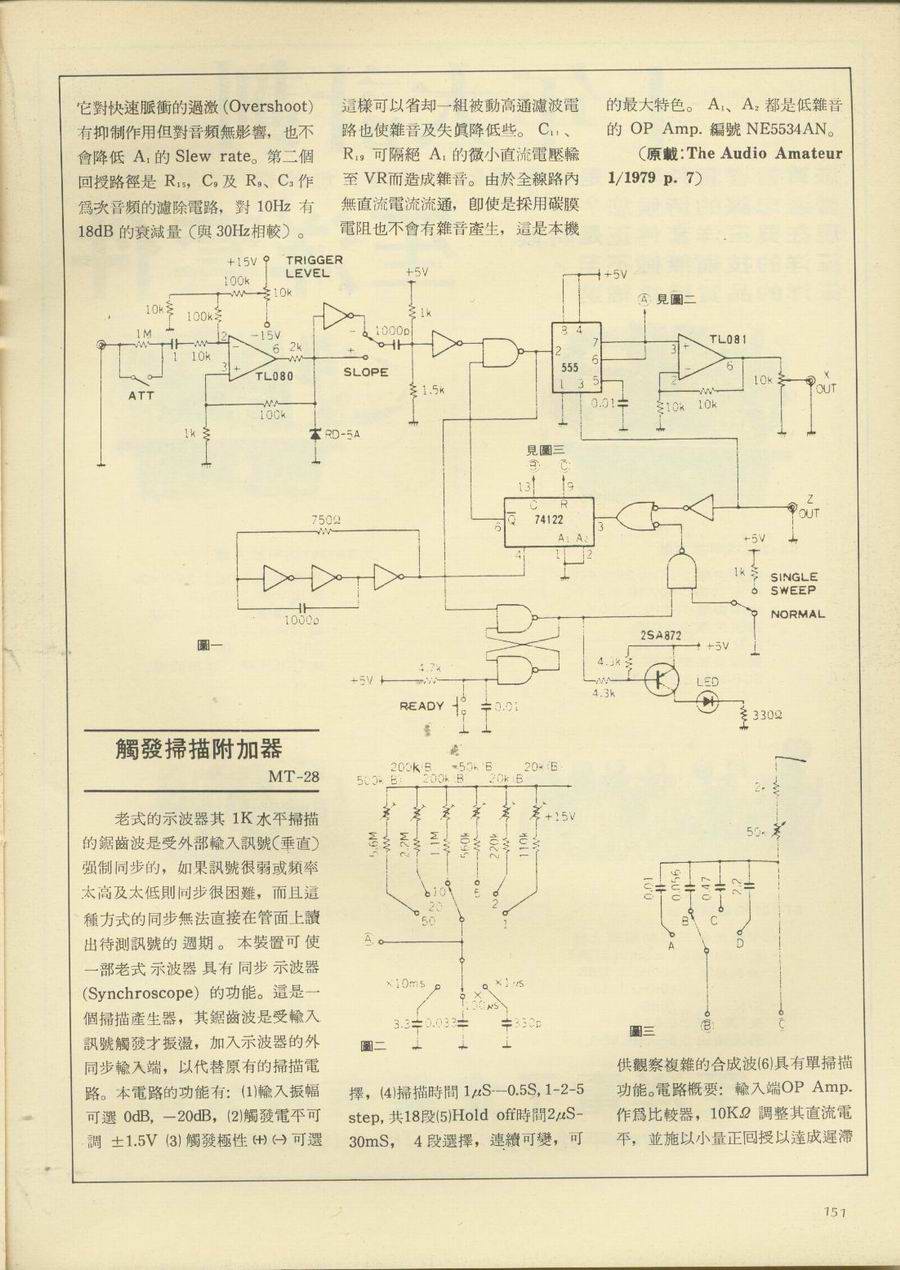 它對快速脈衝的過激 (Overshoot)
有抑制作用但對音頻無影響，也不
會降低 A₁ 的 Slew rate。第二個
回授路徑是 R₁₅，C₉ 及 R₉、C₃ 作
爲次音頻的濾除電路，對 10Hz 有
18dB 的衰減量（與 30Hz相較）。
這樣可以省却一組被動高通濾波電
路也使雜音及失眞降低些。 C₁₁、
R₁₉ 可隔絕 A₁ 的微小直流電壓輸
至 VR而造成雜音。由於全線路內
無直流電流流通，卽使是採用碳膜
電阻也不會有雜音產生，這是本機
的最大特色。 A₁、A₂ 都是低雜音
的 OP Amp. 編號 NE5534AN。
（原載：The Audio Amateur
1/1979 p. 7）
+15V
TRIGGER
LEVEL
100k
10k
10k
100k
-15V
1M
1
10k
2
3
6
2k
TL080
ATT
100k
1k
RD-5A
+5V
1k
1000p
-
+
SLOPE
1.5k
+5V
8 4
2
7
6
555
1 3
5
0.01
Ⓐ 見圖二
3
2
6
TL081
10k
10k
10k
X
OUT
見圖三
Ⓑ Ⓒ
13
9
C R
Q̅
6
74122
3
A₁ A₂
4
1
2
Z
OUT
+5V
1k
SINGLE
SWEEP
NORMAL
750Ω
1000p
圖一
2SA872
+5V
4.3k
4.3k
LED
330Ω
+5V
4.7k
READY
0.01
觸發掃描附加器
MT-28
老式的示波器其 1K 水平掃描
的鋸齒波是受外部輸入訊號(垂直)
强制同步的，如果訊號很弱或頻率
太高及太低則同步很困難，而且這
種方式的同步無法直接在管面上讀
出待測訊號的 週期 。 本裝置可 使
一部老式 示波器 具有 同步 示波器
(Synchroscope) 的功能。這是一
個掃描產生器，其鋸齒波是受輸入
訊號觸發才振盪，加入示波器的外
同步輸入端，以代替原有的掃描電
路。本電路的功能有: (1)輸入振幅
可選 0dB, －20dB, (2)觸發電平可
調 ±1.5V (3) 觸發極性 (+) (−) 可選
200k(B) 50k(B) 20k(B)
500k(B) 200k(B) 20k(B)
+15V
5.6M
2.2M
1.1M
560k
220k
110k
50
20
10
5
2
1
Ⓐ
×10ms
×
100μs
×1μs
3.3
0.033
330p
圖二
2k
50k
0.01
0.056
0.47
2.2
A
B
C
D
Ⓑ
圖三
擇，(4)掃描時間 1μS—0.5S, 1-2-5
step, 共18段(5)Hold off時間2μS-
30mS， 4 段選擇，連續可變，可
供觀察複雜的合成波(6)具有單掃描
功能。電路概要： 輸入端OP Amp.
作爲比較器，10KΩ 調整其直流電
平，並施以小量正回授以達成遲滯
151